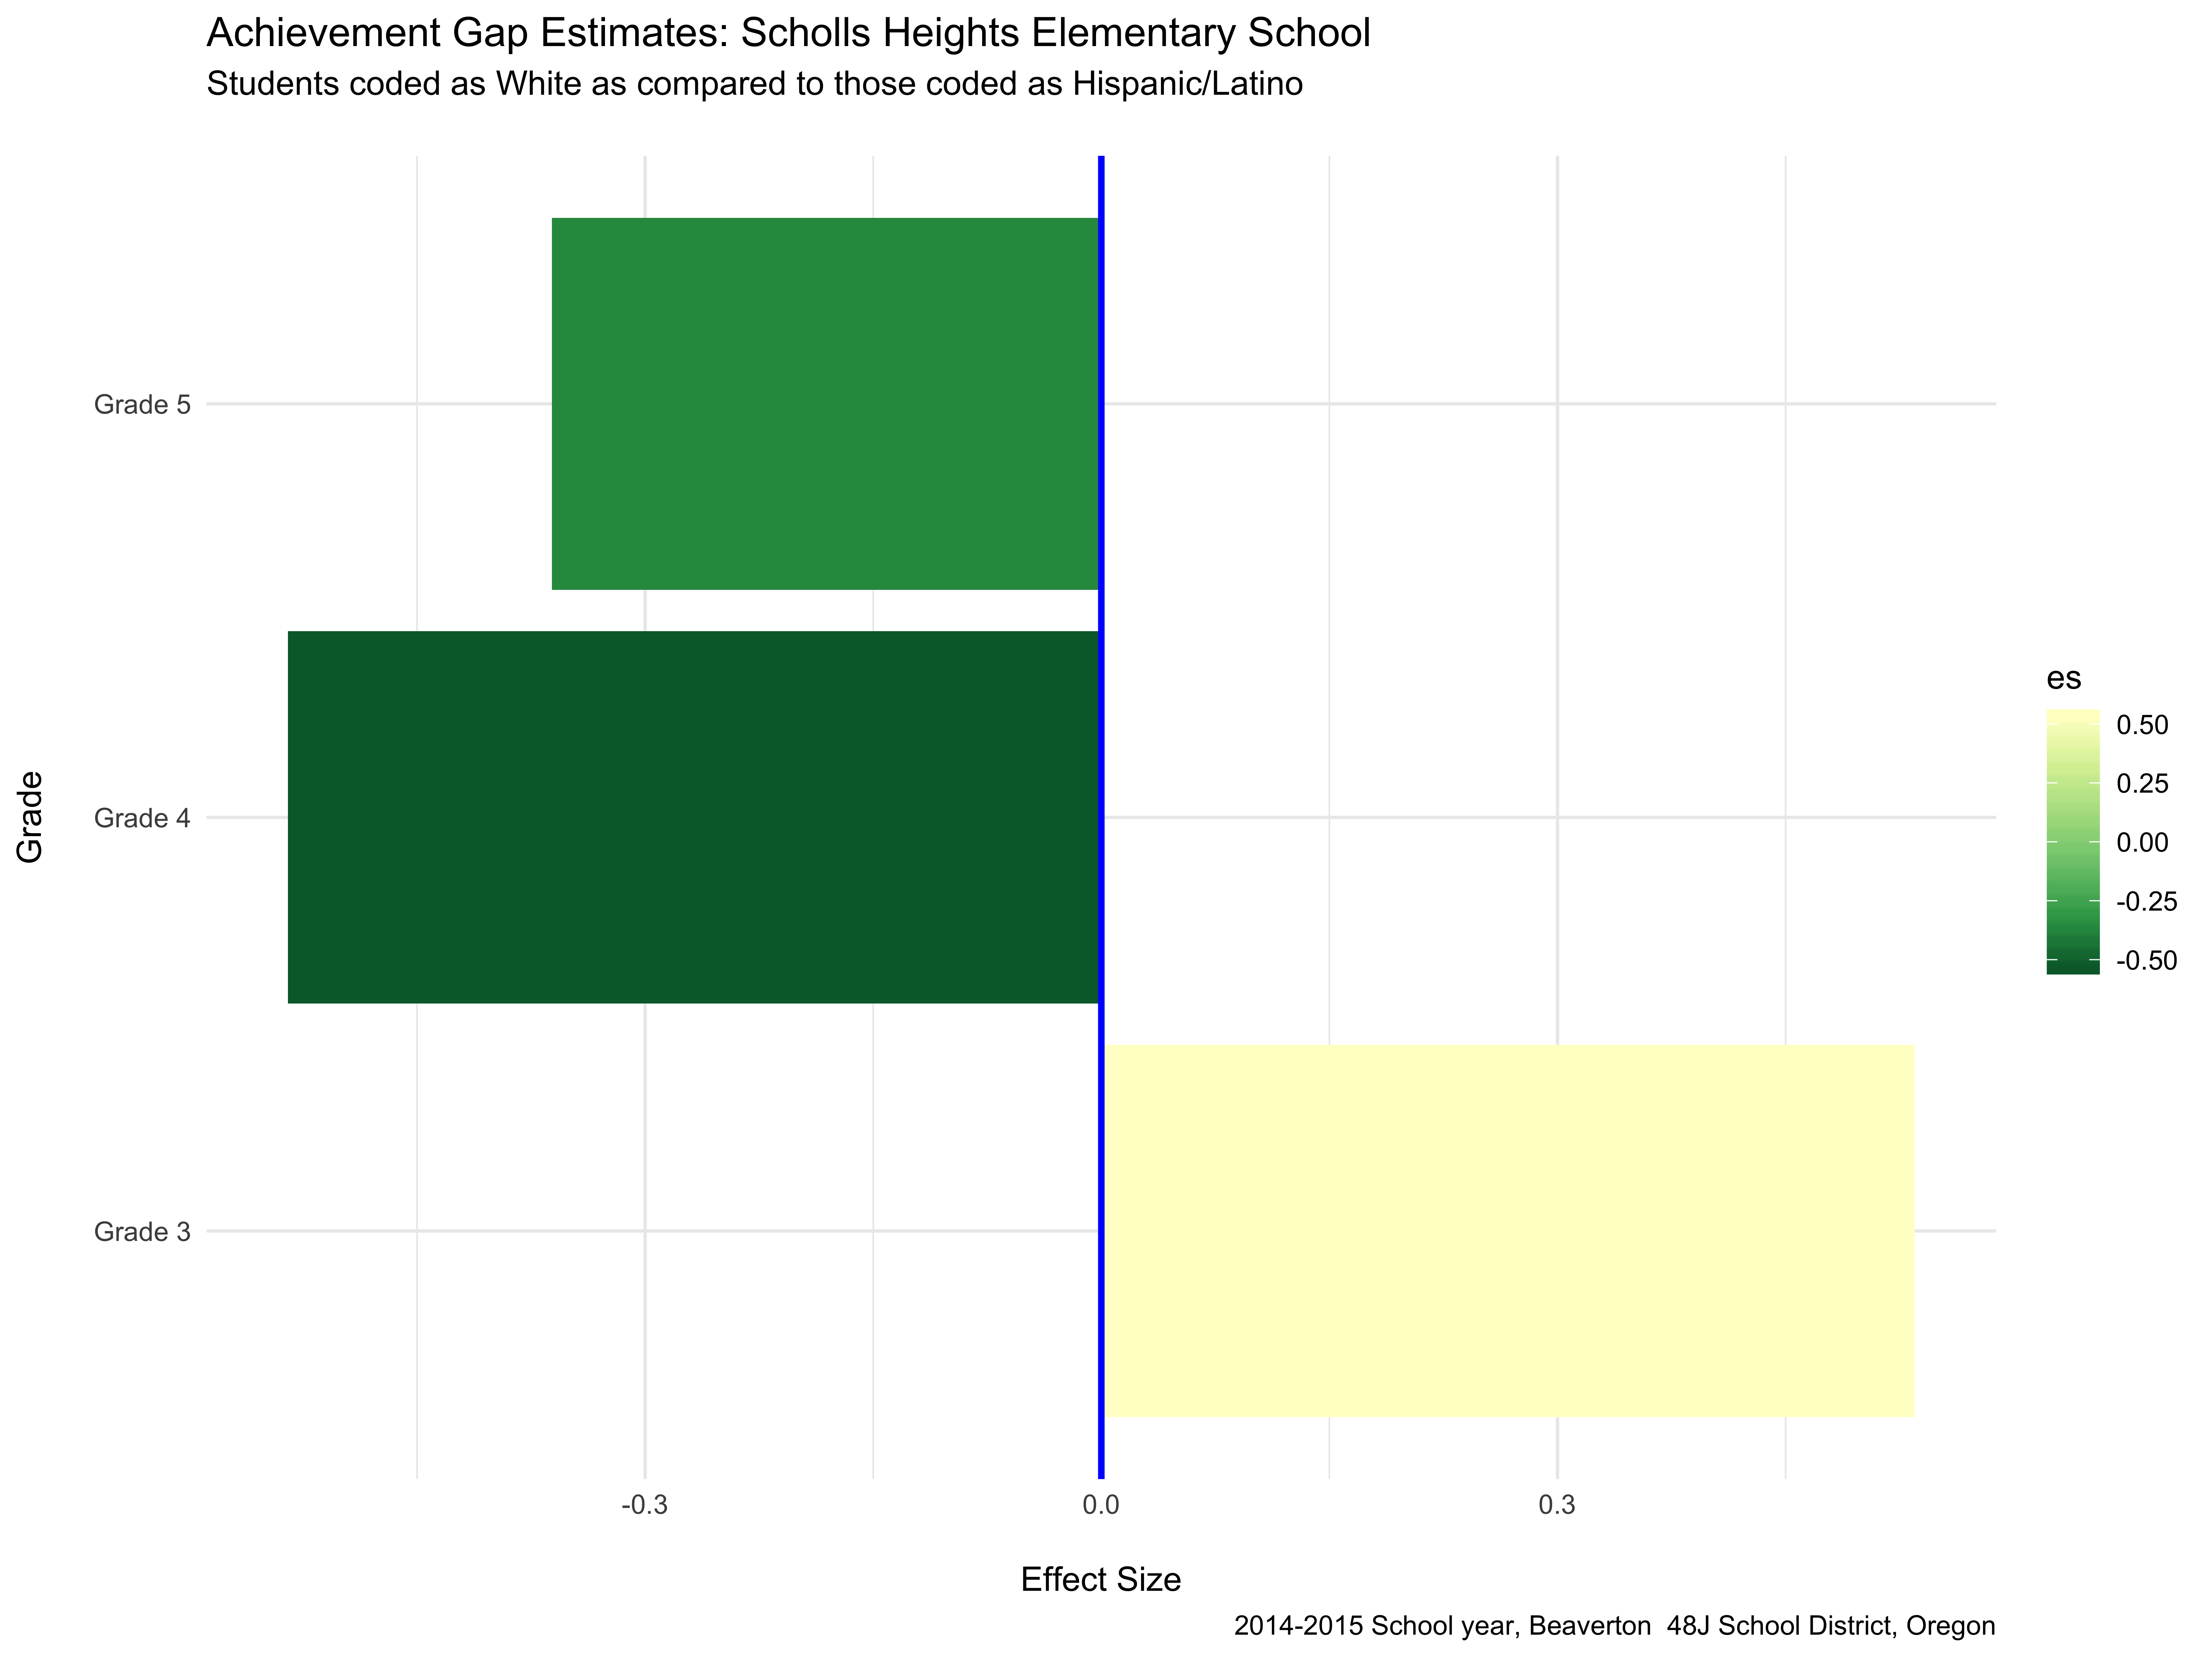 Achievement Gap Estimates: Scholls Heights Elementary School
Students coded as White as compared to those coded as Hispanic/Latino
Grade 5
Grade 4
Grade 3
Grade
-0.3
0.0
0.3
Effect Size
es
0.50
0.25
0.00
-0.25
-0.50
2014-2015 School year, Beaverton  48J School District, Oregon